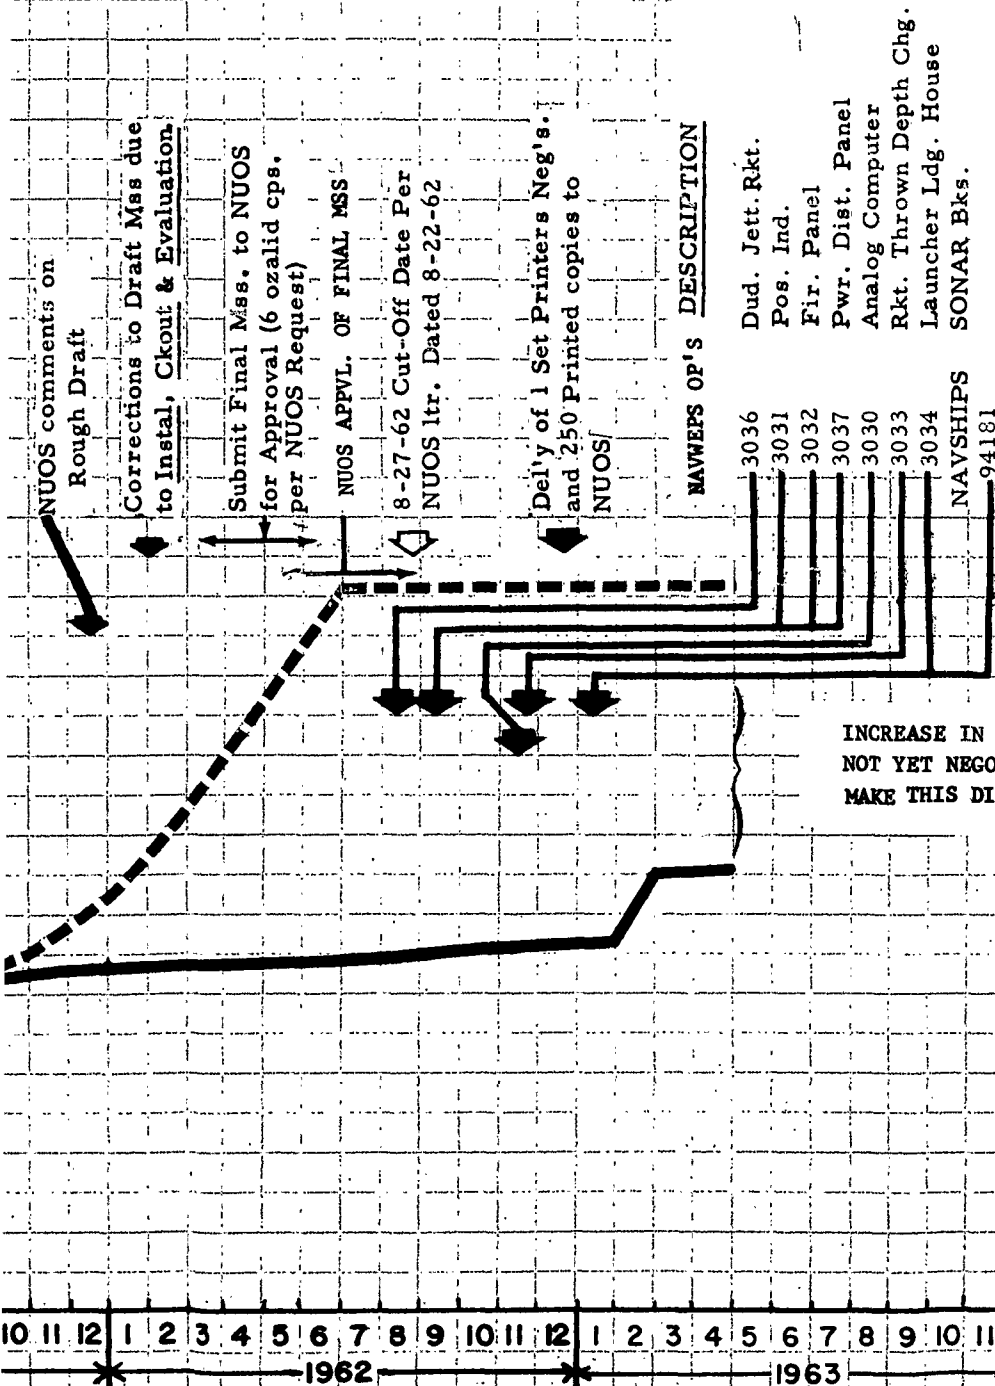 NUOS comments on
Rough Draft
Corrections to Draft Mss due
to Instal, Ckout & Evaluation.
Submit Final Mss. to NUOS
for Approval (6 ozalid cps.
per NUOS Request)
NUOS APPVL. OF FINAL MSS
8-27-62 Cut-Off Date Per
NUOS ltr. Dated 8-22-62
Del'y of 1 Set Printers Neg's.
and 250 Printed copies to
NUOS
NAVWEPS OP'S DESCRIPTION
3036 Dud. Jett. Rkt.
3031 Pos. Ind.
3032 Fir. Panel
3037 Pwr. Dist. Panel
3030 Analog Computer
3033 Rkt. Thrown Depth Chg.
3034 Launcher Ldg. House
NAVSHIPS SONAR Bks.
94181
INCREASE IN
NOT YET NEGO
MAKE THIS DI
10 11 12 1 2 3 4 5 6 7 8 9 10 11 12 1 2 3 4 5 6 7 8 9 10 11
1962 1963